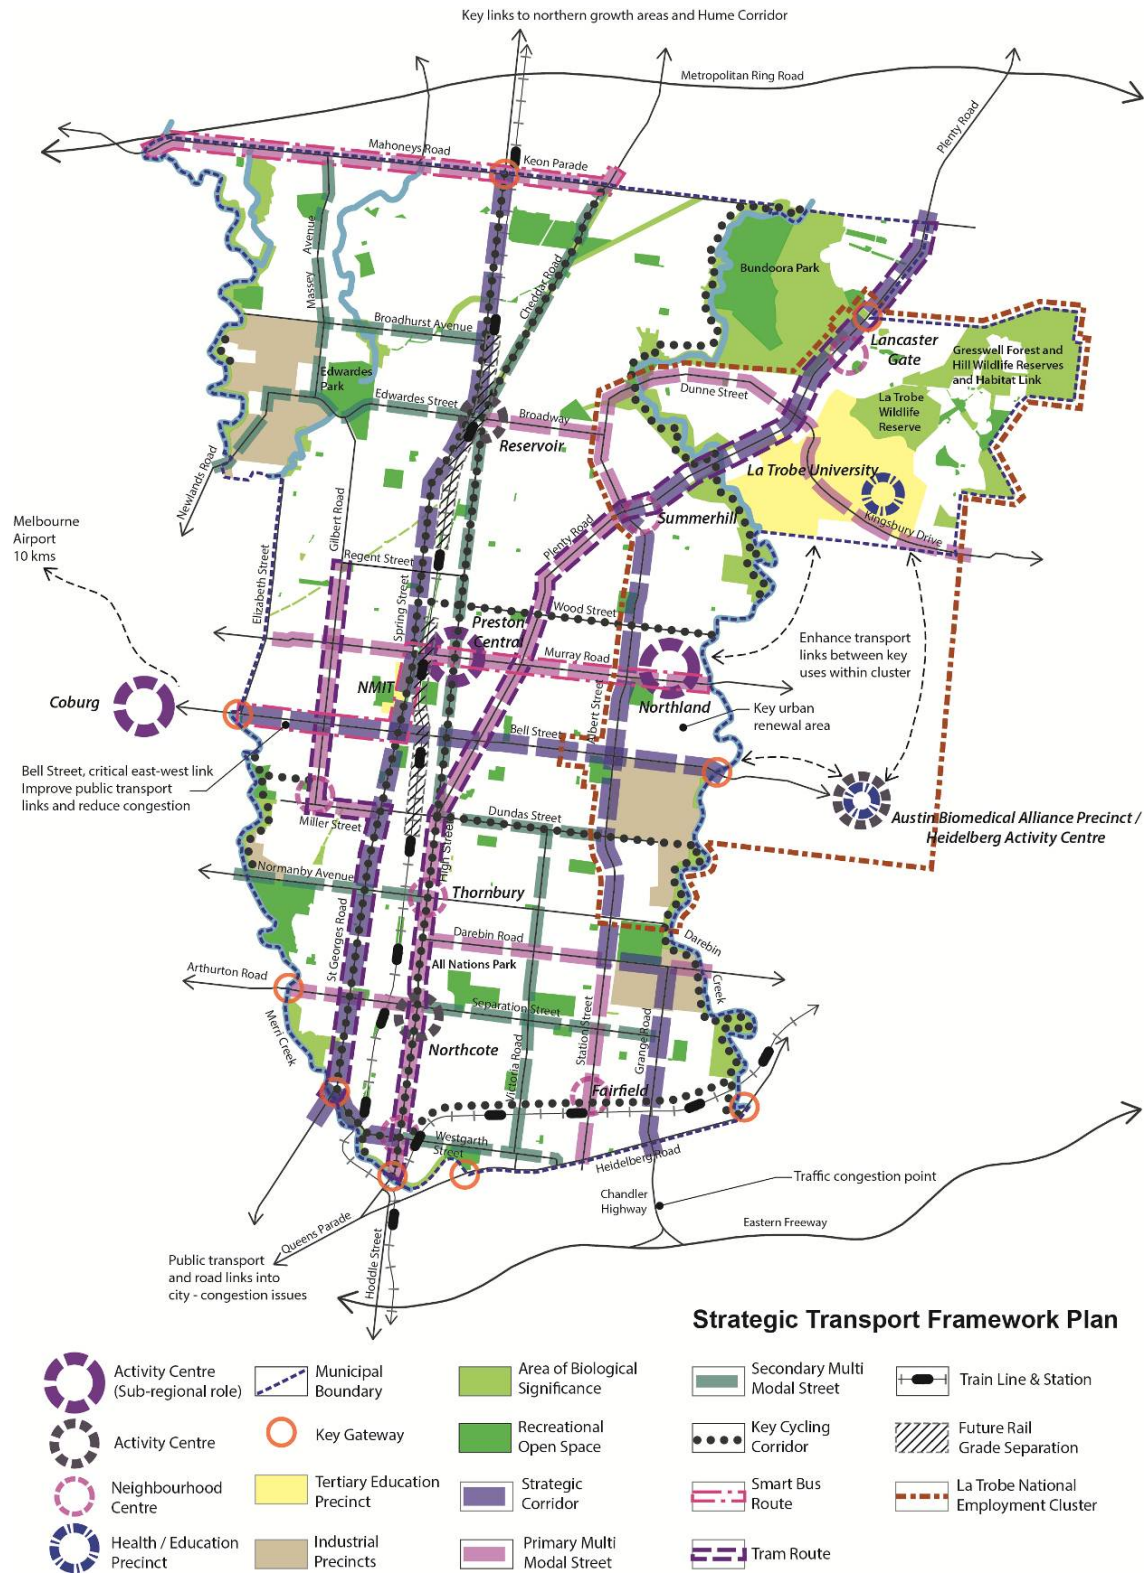 Key links to northern growth areas and Hume Corridor
Metropolitan Ring Road
Plenty Road
Mahoneys Road
Keon Parade
Massey Avenue
Cheddar Road
Bundoora Park
Broadhurst Avenue
Lancaster
Gate
Gresswell Forest and
Hill Wildlife Reserves
and Habitat Link
Edwardes
Park
Edwardes Street
Dunne Street
La Trobe
Wildlife
Reserve
Broadway
Reservoir
La Trobe University
Newlands Road
Gilbert Road
Summerhill
Kingsbury Drive
Melbourne
Airport
10 kms
Plenty Road
Regent Street
Elizabeth Street
Spring Street
Wood Street
Preston
Central
Murray Road
Enhance transport
links between key
uses within cluster
NMIT
Coburg
Northland
Albert Street
Key urban
renewal area
Bell Street
Bell Street, critical east-west link
Improve public transport
links and reduce congestion
Miller Street
Dundas Street
Austin Biomedical Alliance Precinct /
Heidelberg Activity Centre
High Street
Normanby Avenue
Thornbury
St Georges Road
Darebin Road
Darebin
Creek
All Nations Park
Arthurton Road
Separation Street
Merri Creek
Station Street
Grange Road
Northcote
Victoria Road
Fairfield
Westgarth
Street
Heidelberg Road
Traffic congestion point
Chandler
Highway
Eastern Freeway
Queens Parade
Hoddle Street
Public transport
and road links into
city - congestion issues
Strategic Transport Framework Plan
Activity Centre
(Sub-regional role)
Municipal
Boundary
Area of Biological
Significance
Secondary Multi
Modal Street
Train Line & Station
Activity Centre
Key Gateway
Recreational
Open Space
Key Cycling
Corridor
Future Rail
Grade Separation
Neighbourhood
Centre
Tertiary Education
Precinct
Strategic
Corridor
Smart Bus
Route
La Trobe National
Employment Cluster
Health / Education
Precinct
Industrial
Precincts
Primary Multi
Modal Street
Tram Route